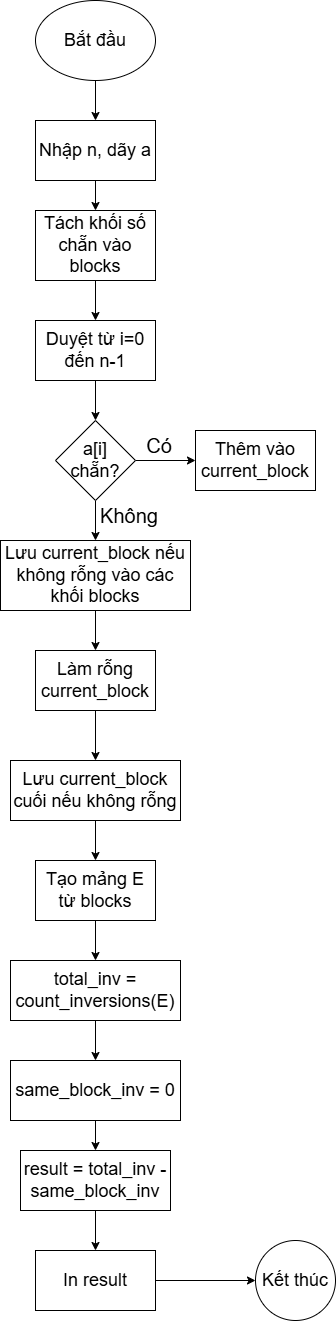 Bắt đầu
Nhập n, dãy a
Tách khối số
chẵn vào
blocks
Duyệt từ i=0
đến n-1
a[i]
chẵn?
Có
Thêm vào
current_block
Không
Lưu current_block nếu
không rỗng vào các
khối blocks
Làm rỗng
current_block
Lưu current_block
cuối nếu không rỗng
Tạo mảng E
từ blocks
total_inv =
count_inversions(E)
same_block_inv = 0
result = total_inv -
same_block_inv
In result
Kết thúc